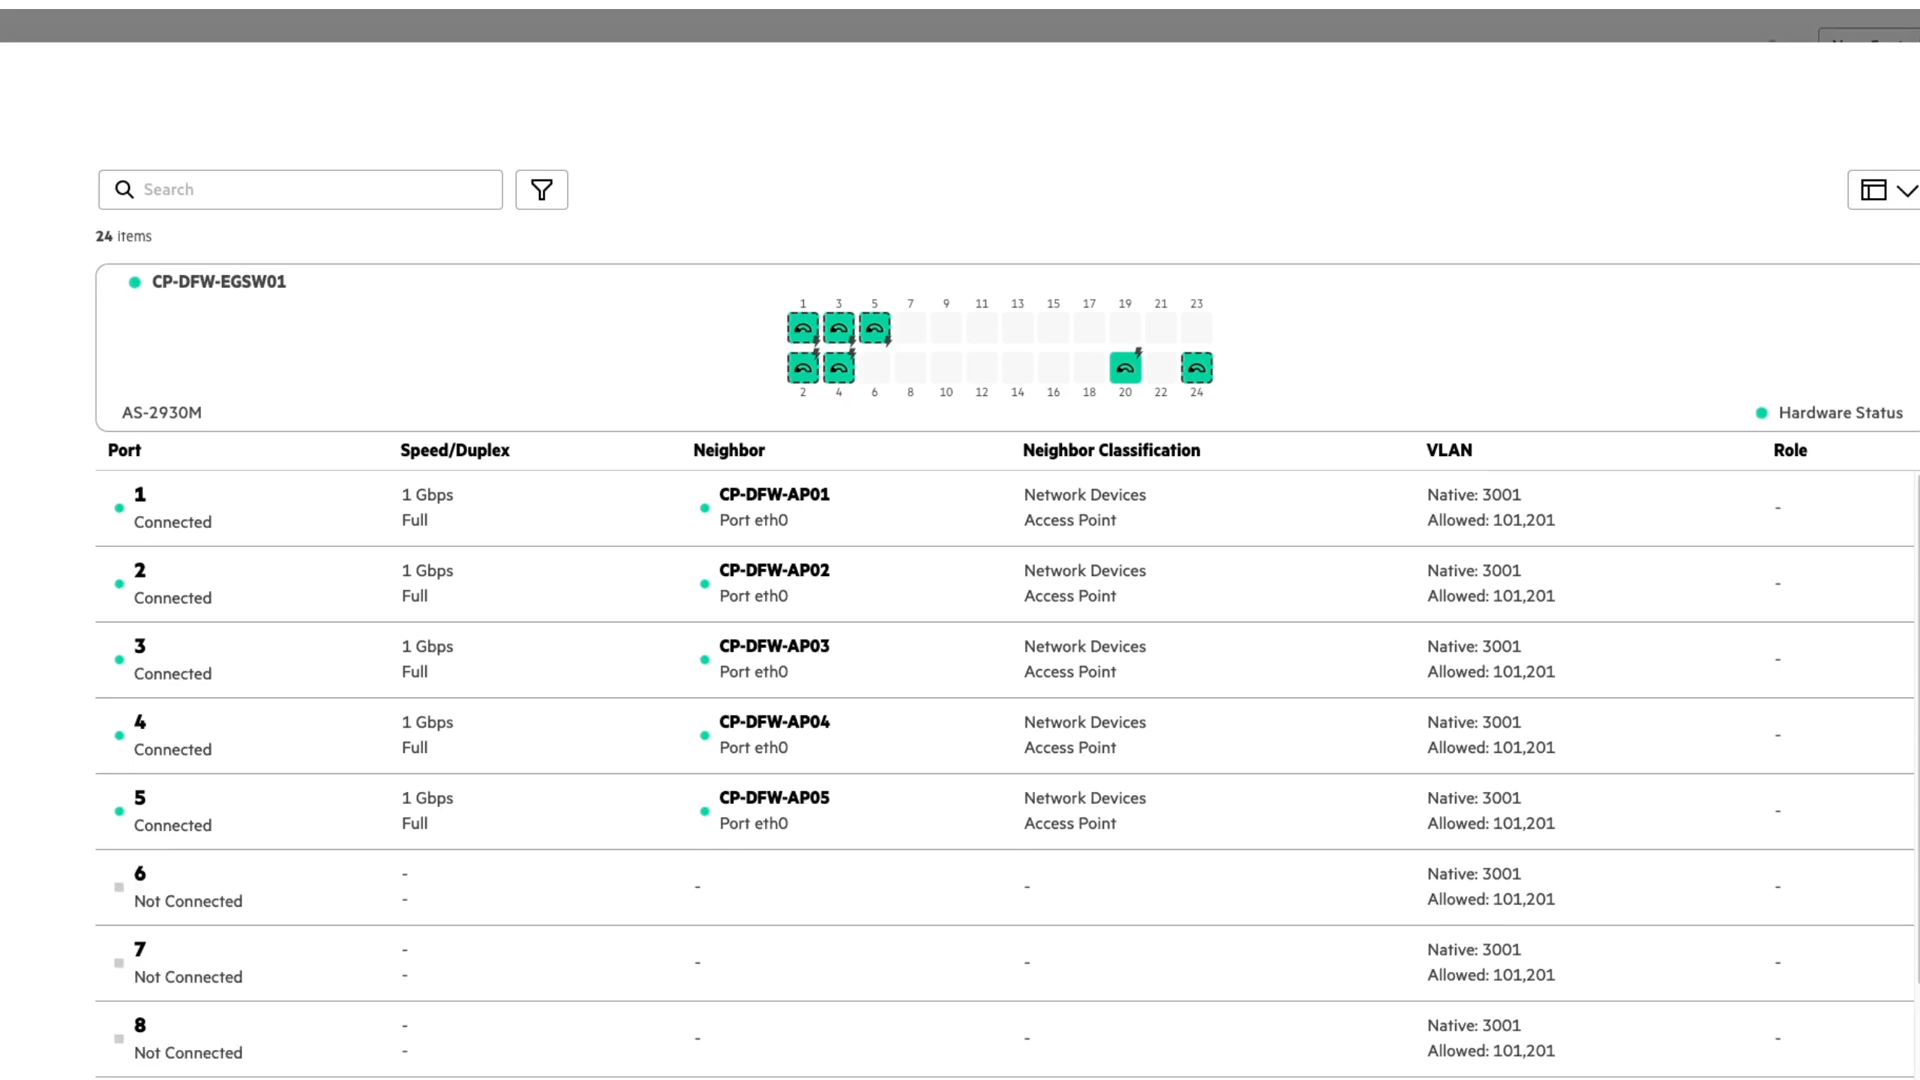 Search
24 items
CP-DFW-EGSW01
1 3 5 7 9 11 13 15 17 19 21 23
2 4 6 8 10 12 14 16 18 20 22 24
AS-2930M
Hardware Status
Port Speed/Duplex Neighbor Neighbor Classification VLAN Role
1 1 Gbps CP-DFW-AP01 Network Devices Native: 3001 -
Connected Full Port eth0 Access Point Allowed: 101,201
2 1 Gbps CP-DFW-AP02 Network Devices Native: 3001 -
Connected Full Port eth0 Access Point Allowed: 101,201
3 1 Gbps CP-DFW-AP03 Network Devices Native: 3001 -
Connected Full Port eth0 Access Point Allowed: 101,201
4 1 Gbps CP-DFW-AP04 Network Devices Native: 3001 -
Connected Full Port eth0 Access Point Allowed: 101,201
5 1 Gbps CP-DFW-AP05 Network Devices Native: 3001 -
Connected Full Port eth0 Access Point Allowed: 101,201
6 - - - Native: 3001 -
Not Connected - Allowed: 101,201
7 - - - Native: 3001 -
Not Connected - Allowed: 101,201
8 - - - Native: 3001 -
Not Connected - Allowed: 101,201